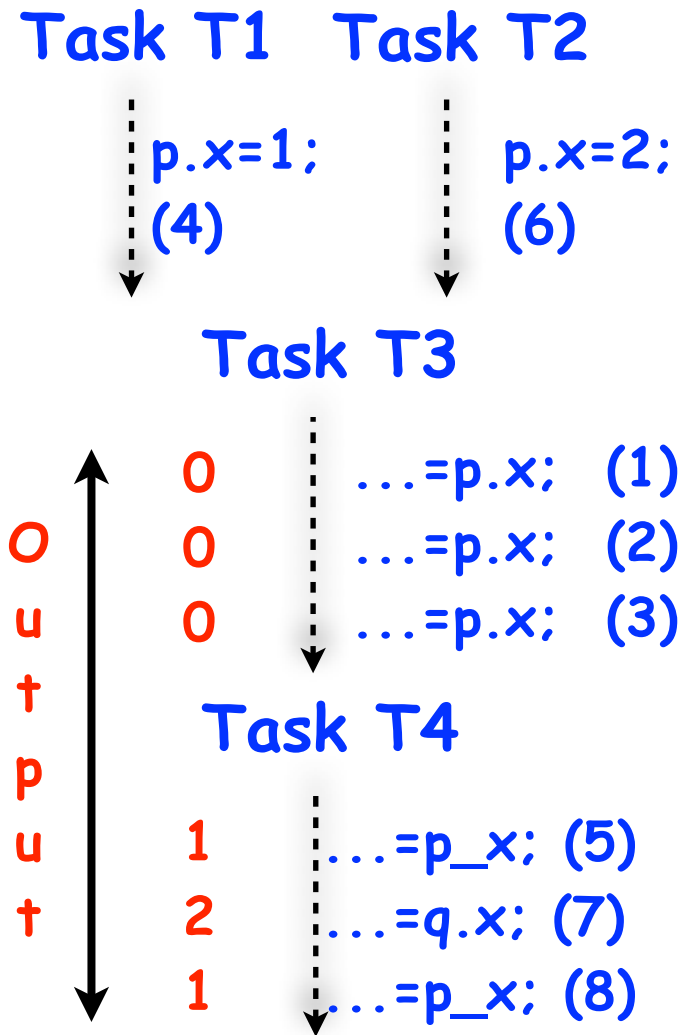 Task T1 Task T2
p.x=1; p.x=2;
(4) (6)
Task T3
0 ...=p.x; (1)
0 ...=p.x; (2)
0 ...=p.x; (3)
Task T4
1 ...=p_x; (5)
2 ...=q.x; (7)
1 ...=p_x; (8)
Output